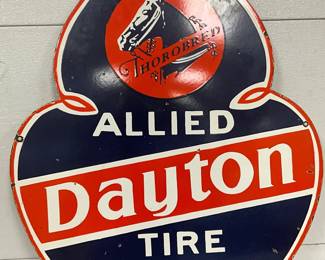 THOROBRED
ALLIED
Dayton
TIRE